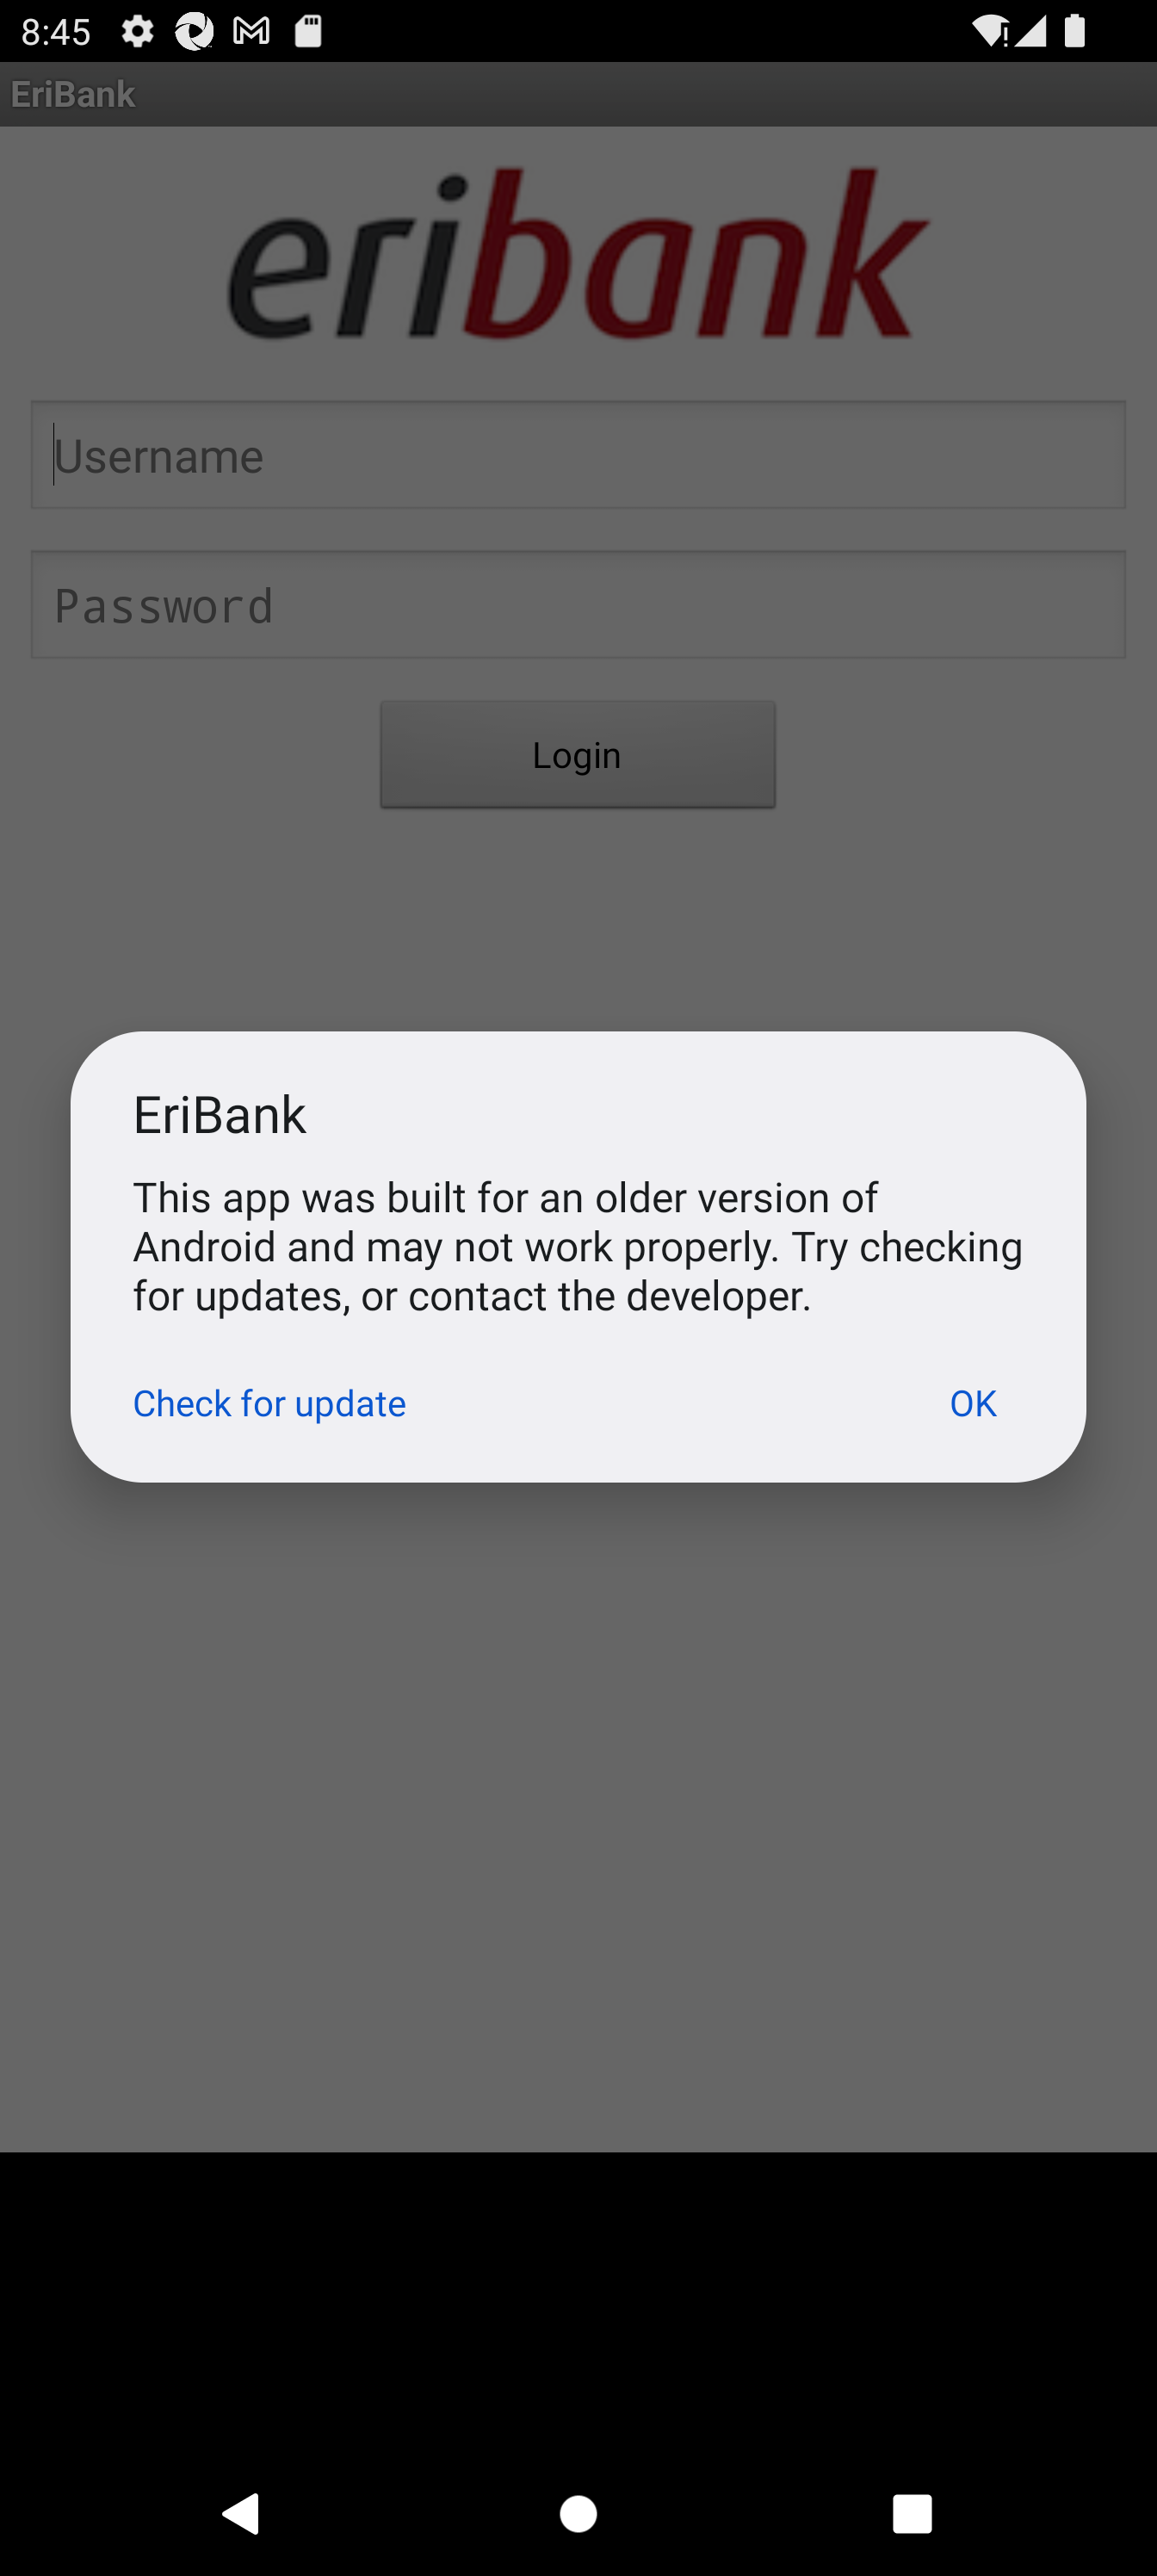 8:45
EriBank
eribank
Username
Password
Login
EriBank
This app was built for an older version of
Android and may not work properly. Try checking
for updates, or contact the developer.
Check for update
OK